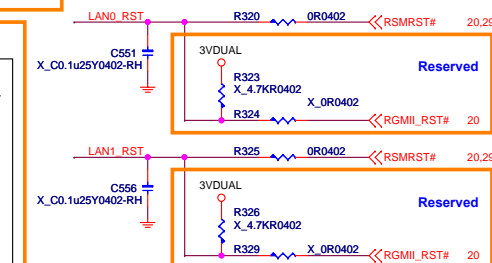 LAN0_RST R320 0R0402 RSMRST# 20,29
C551
X_C0.1u25Y0402-RH
3VDUAL Reserved
R323
X_4.7KR0402
R324 X_0R0402 RGMII_RST# 20
LAN1_RST R325 0R0402 RSMRST# 20,29
C556
X_C0.1u25Y0402-RH
3VDUAL Reserved
R326
X_4.7KR0402
R329 X_0R0402 RGMII_RST# 20